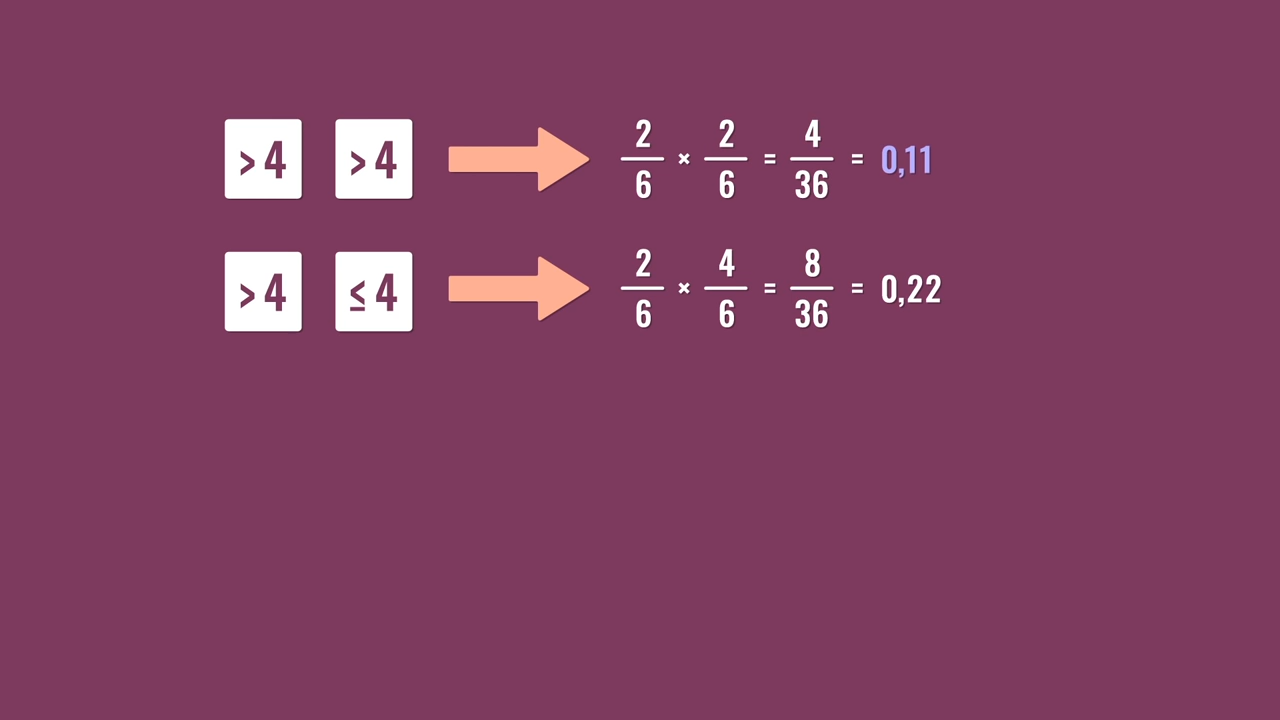 >4 >4 2/6 × 2/6 = 4/36 = 0,11
>4 ≤4 2/6 × 4/6 = 8/36 = 0,22